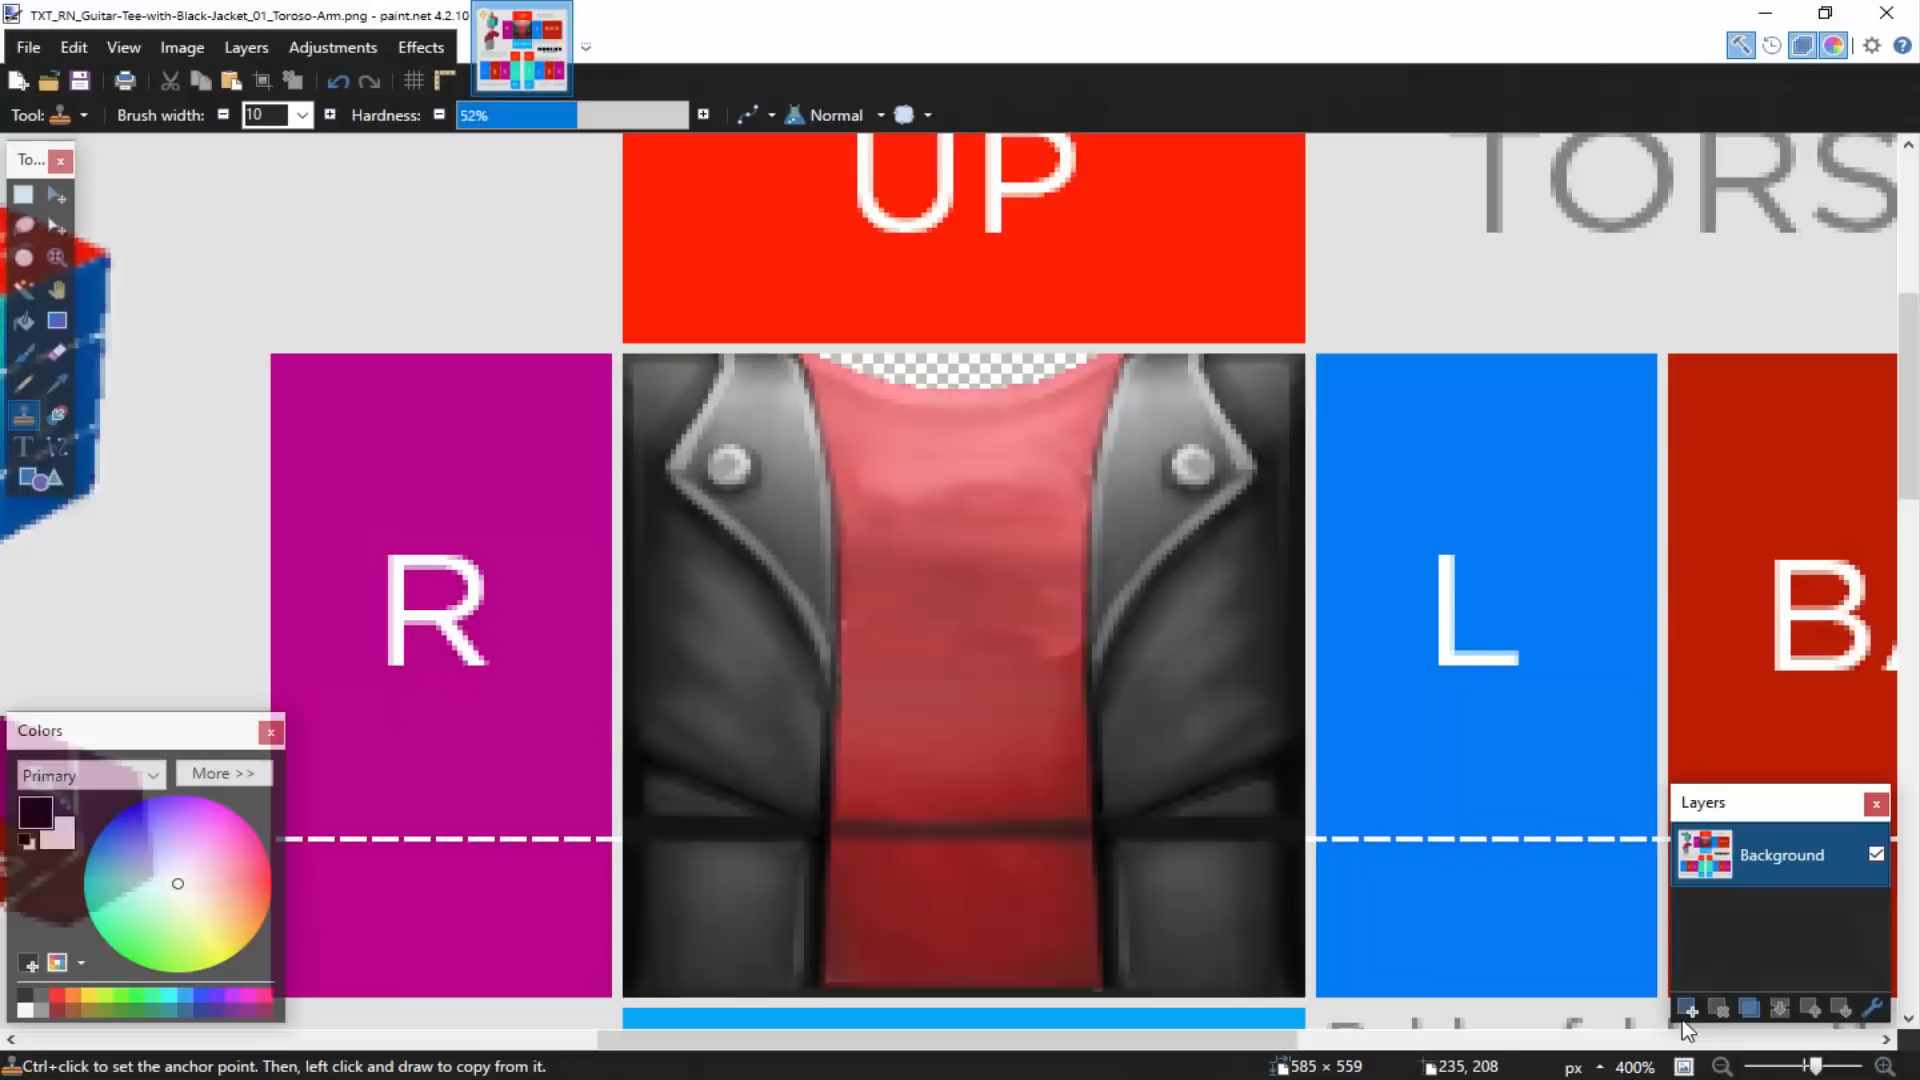 TXT_RN_Guitar-Tee-with-Black-Jacket_01_Toroso-Arm.png - paint.net 4.2.10
File Edit View Image Layers Adjustments Effects
Tool: Brush width: 10 Hardness: 52% Normal
To...
UP
TORS
R
L
BA
Colors
Primary
More >>
Layers
Background
Ctrl+click to set the anchor point. Then, left click and draw to copy from it.
585 × 559
235, 208
px
400%